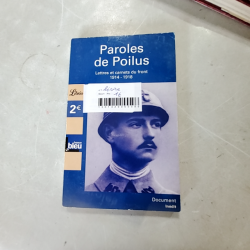 Paroles
de Poilus
Lettres et carnets du front
1914 - 1918
Librio
2€
bleu
Document
Inédit